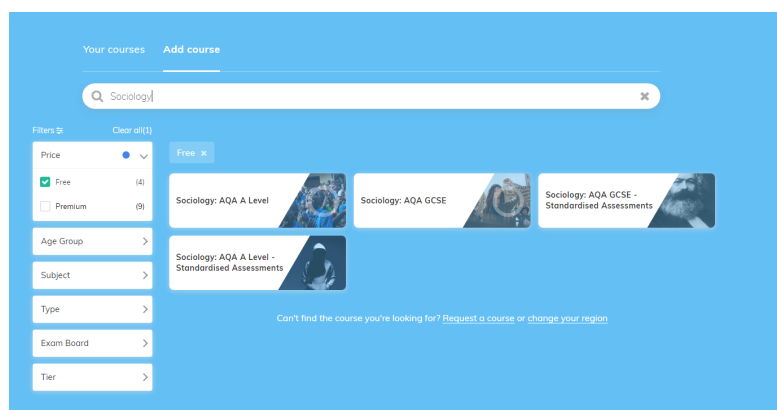 Your courses Add course
Sociology
Filters Clear all(1)
Price
Free (4)
Premium (9)
Age Group
Subject
Type
Exam Board
Tier
Free ×
Sociology: AQA A Level
Sociology: AQA GCSE
Sociology: AQA GCSE -
Standardised Assessments
Sociology: AQA A Level -
Standardised Assessments
Can't find the course you're looking for? Request a course or change your region